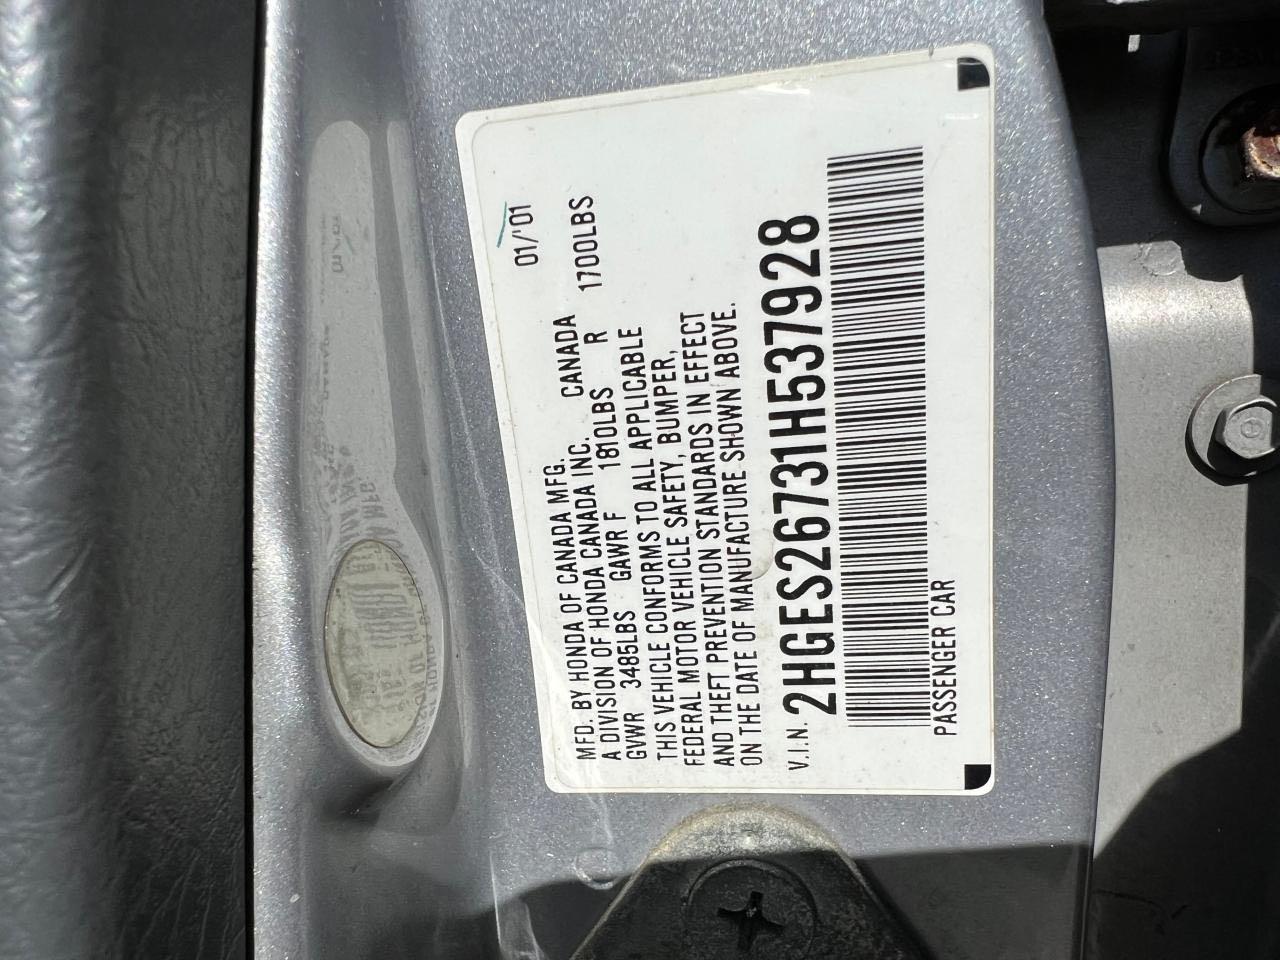 01/'01
MFD. BY HONDA OF CANADA MFG.
A DIVISION OF HONDA CANADA INC. CANADA
GVWR 3485LBS GAWR F 1810LBS R 1700LBS
THIS VEHICLE CONFORMS TO ALL APPLICABLE
FEDERAL MOTOR VEHICLE SAFETY, BUMPER,
AND THEFT PREVENTION STANDARDS IN EFFECT
ON THE DATE OF MANUFACTURE SHOWN ABOVE.
V.I.N. 2HGES26731H537928
PASSENGER CAR